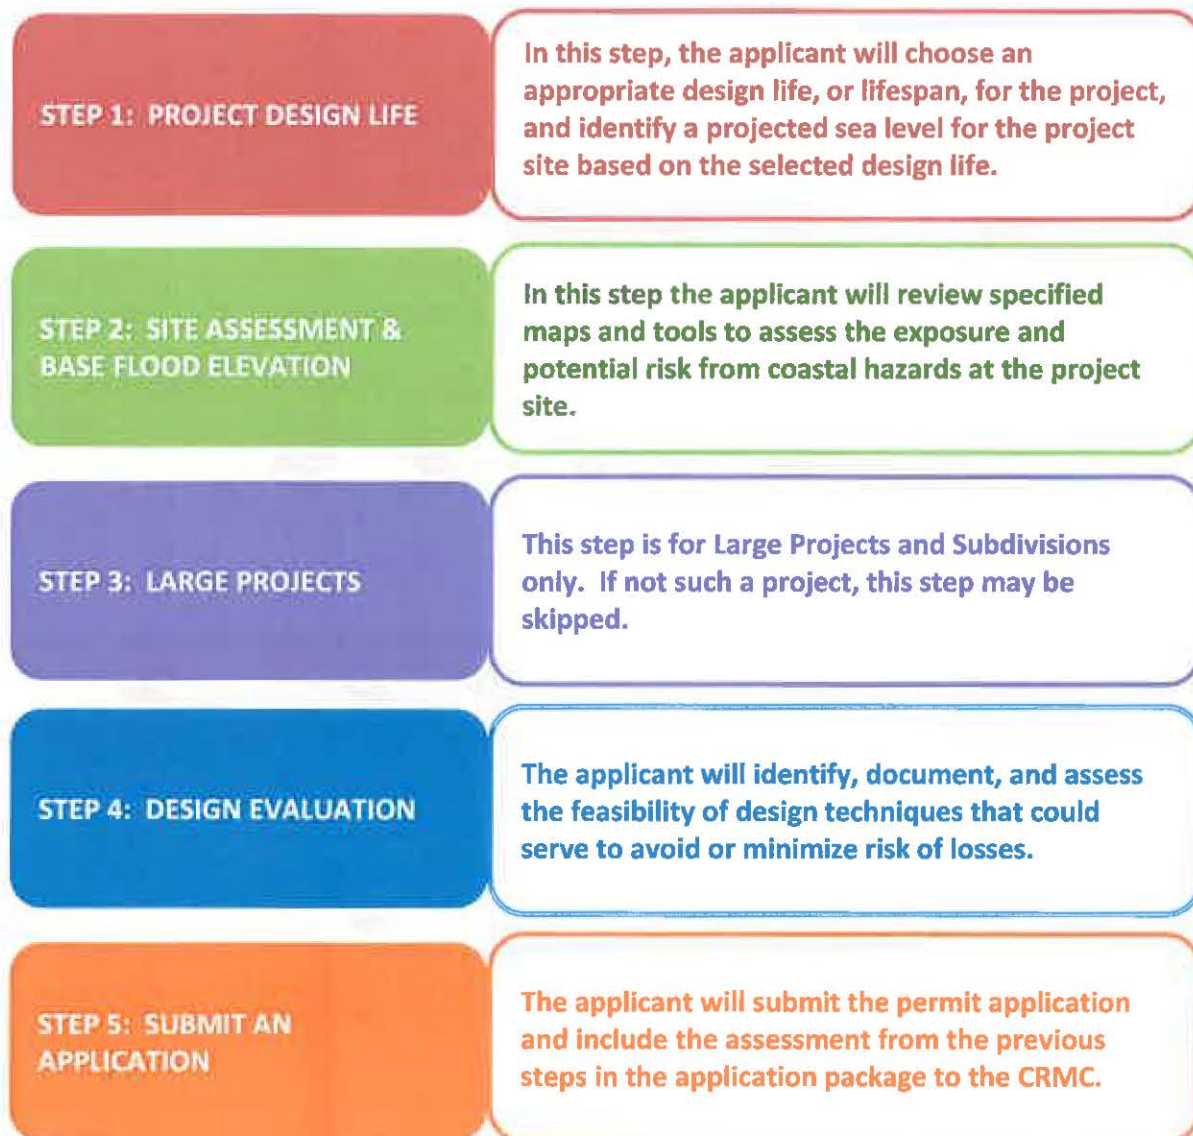 STEP 1: PROJECT DESIGN LIFE
In this step, the applicant will choose an
appropriate design life, or lifespan, for the project,
and identify a projected sea level for the project
site based on the selected design life.
STEP 2: SITE ASSESSMENT &
BASE FLOOD ELEVATION
In this step the applicant will review specified
maps and tools to assess the exposure and
potential risk from coastal hazards at the project
site.
STEP 3: LARGE PROJECTS
This step is for Large Projects and Subdivisions
only. If not such a project, this step may be
skipped.
STEP 4: DESIGN EVALUATION
The applicant will identify, document, and assess
the feasibility of design techniques that could
serve to avoid or minimize risk of losses.
STEP 5: SUBMIT AN
APPLICATION
The applicant will submit the permit application
and include the assessment from the previous
steps in the application package to the CRMC.